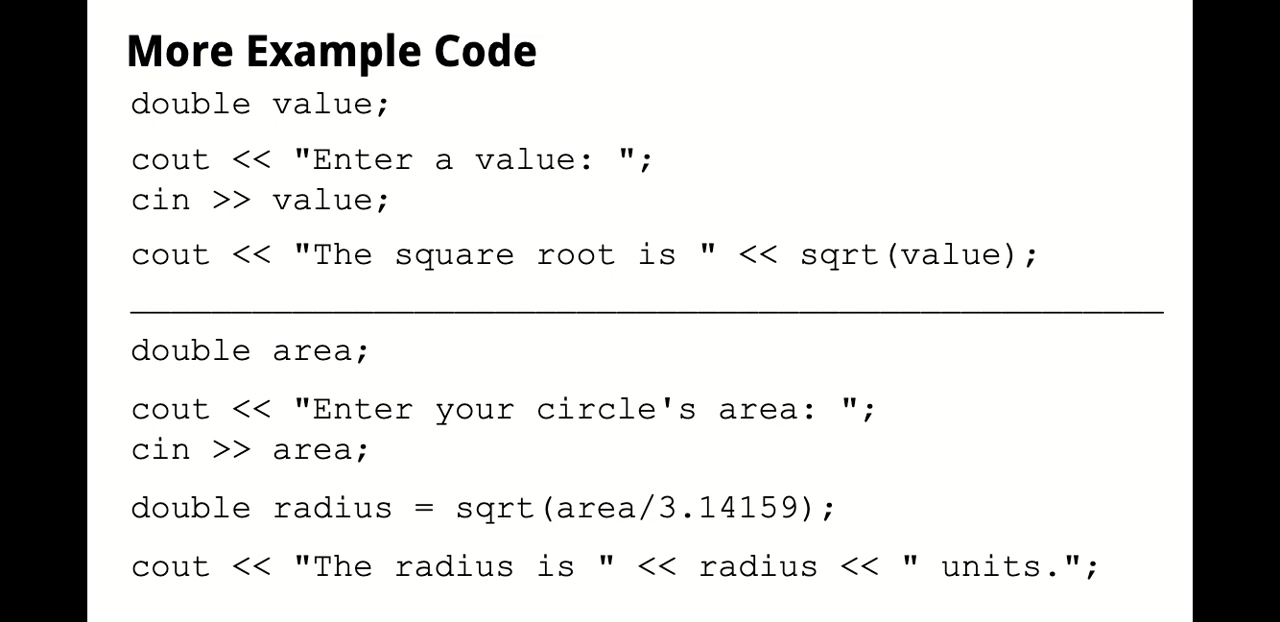 More Example Code
double value;
cout << "Enter a value: ";
cin >> value;
cout << "The square root is " << sqrt(value);
double area;
cout << "Enter your circle's area: ";
cin >> area;
double radius = sqrt(area/3.14159);
cout << "The radius is " << radius << " units.";